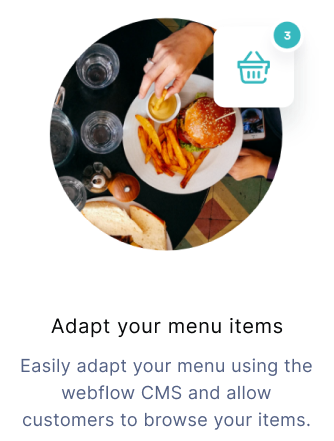 3
Adapt your menu items
Easily adapt your menu using the
webflow CMS and allow
customers to browse your items.